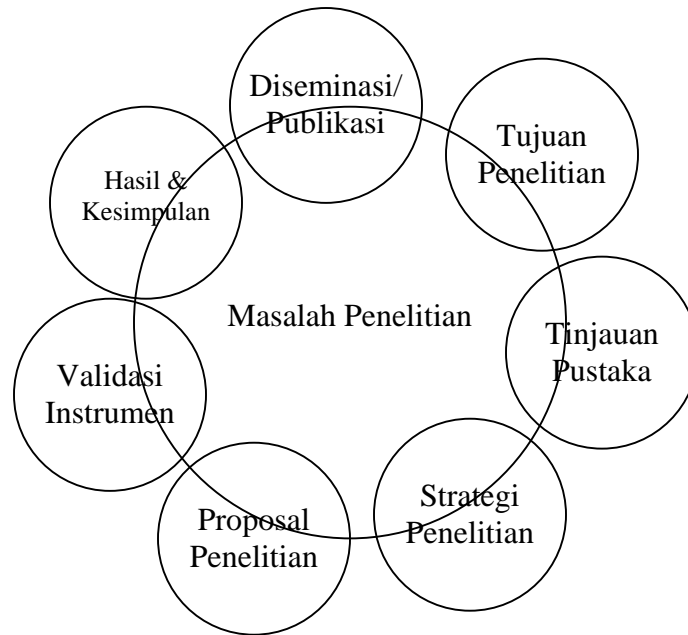 Diseminasi/
Publikasi
Tujuan
Penelitian
Hasil &
Kesimpulan
Masalah Penelitian
Tinjauan
Pustaka
Validasi
Instrumen
Strategi
Penelitian
Proposal
Penelitian